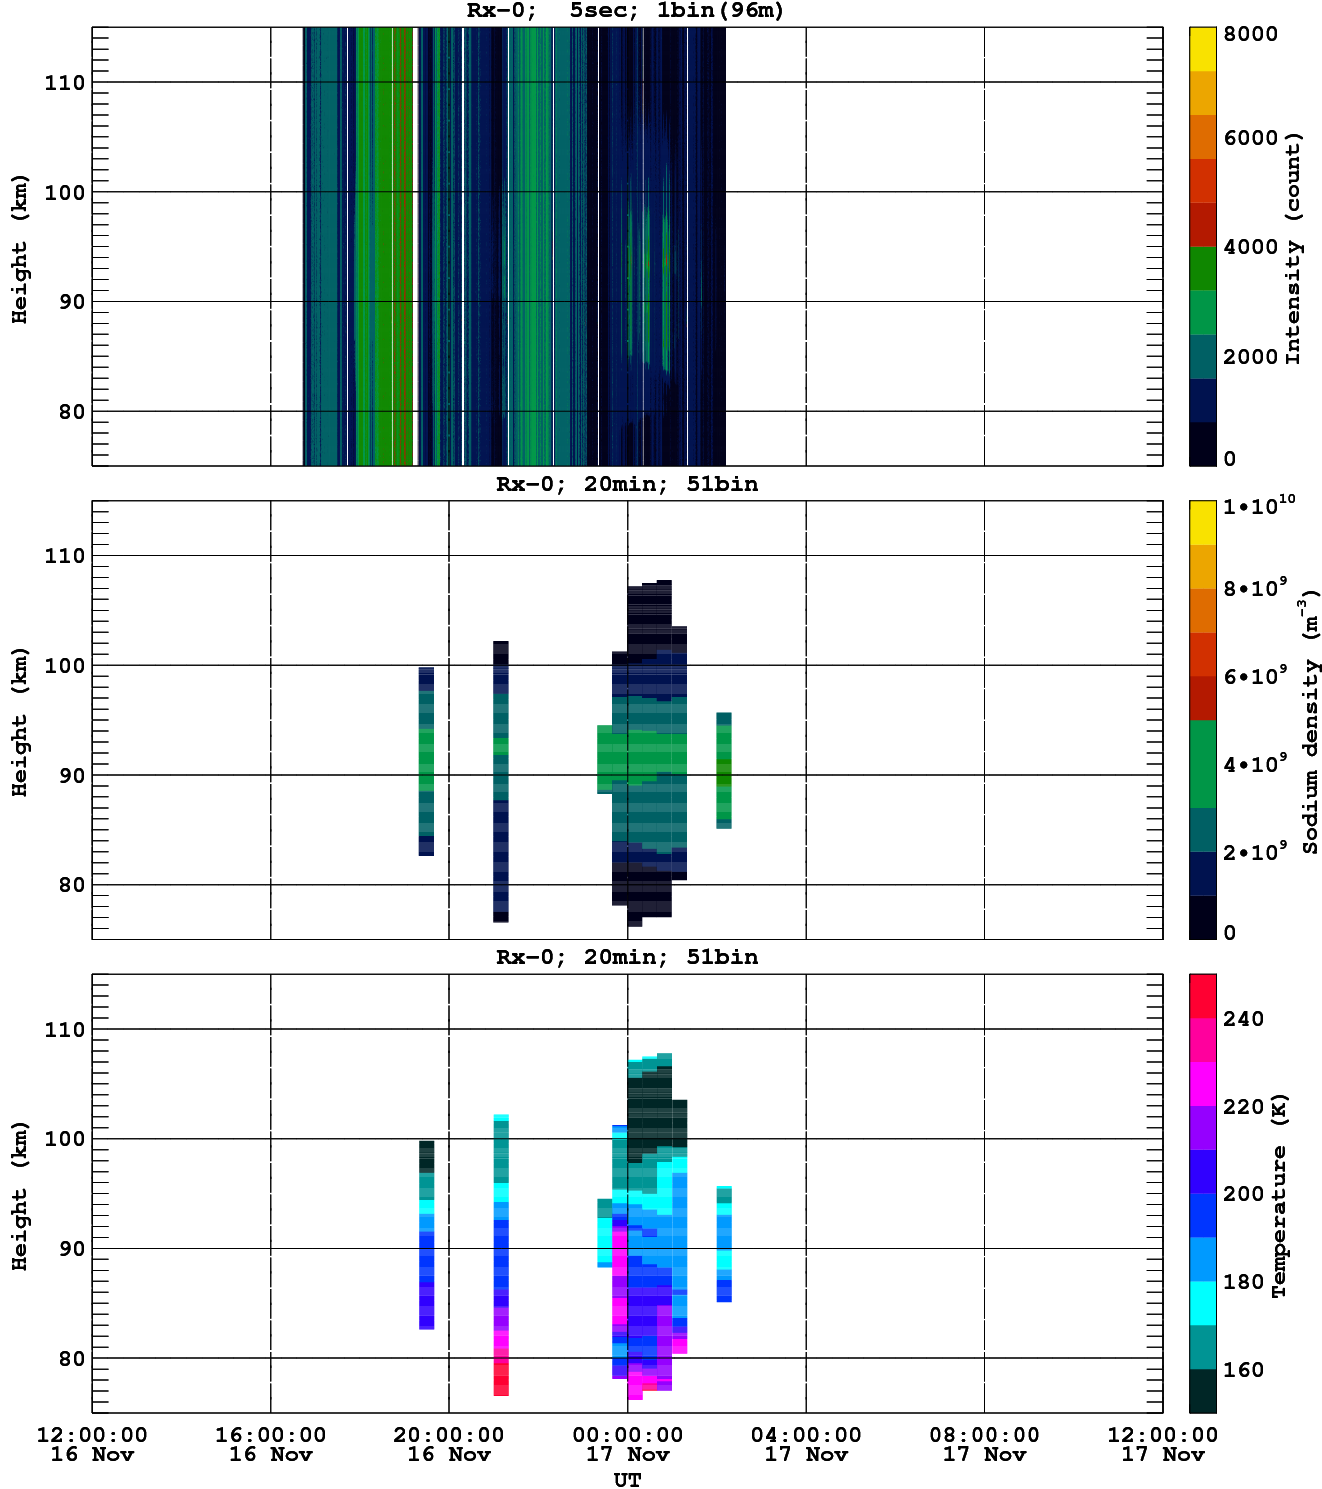 Rx-0;  5sec; 1bin(96m)
110
100
90
80
Height (km)
8000
6000
4000
2000
0
Intensity (count)
Rx-0; 20min; 51bin
110
100
90
80
Height (km)
1•10¹⁰
8•10⁹
6•10⁹
4•10⁹
2•10⁹
0
Sodium density (m⁻³)
Rx-0; 20min; 51bin
110
100
90
80
Height (km)
240
220
200
180
160
Temperature (K)
12:00:00 16:00:00 20:00:00 00:00:00 04:00:00 08:00:00 12:00:00
16 Nov 16 Nov 16 Nov 17 Nov 17 Nov 17 Nov 17 Nov
UT